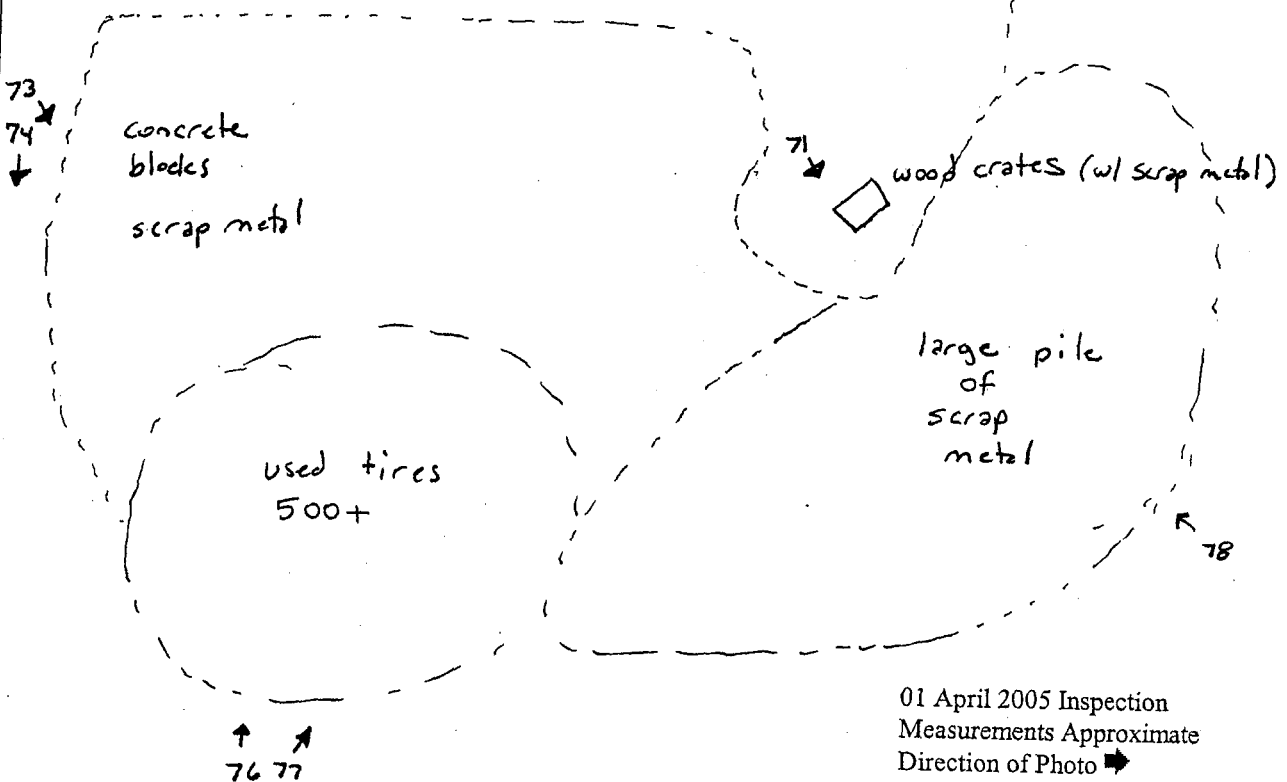 73
74
concrete
blocks
scrap metal
71
wood crates (w/ scrap metal)
large pile
of
scrap
metal
used tires
500+
78
76 77
01 April 2005 Inspection
Measurements Approximate
Direction of Photo